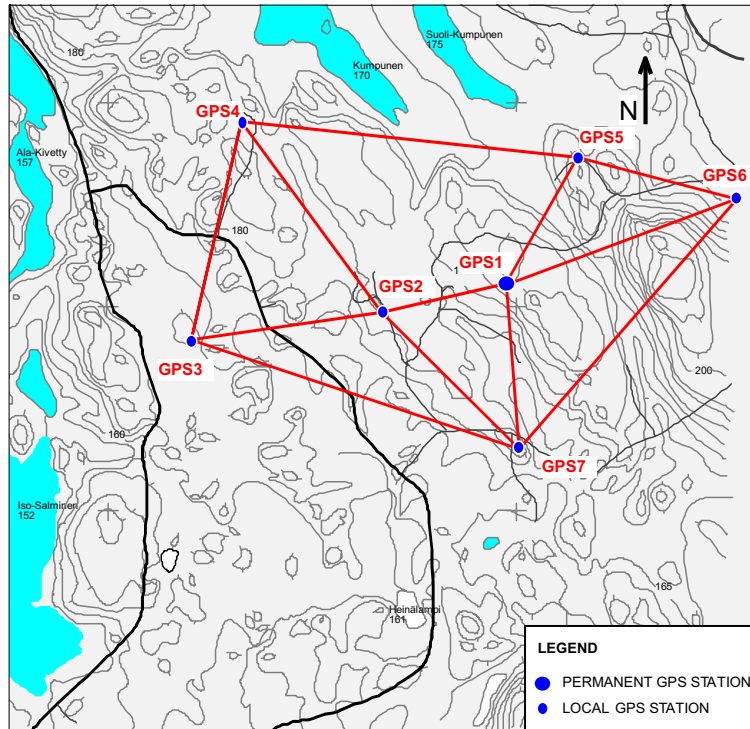 Suoli-Kumpunen
175
180
Kumpunen
170
GPS4
N
Ala-Kivetty
157
GPS5
GPS6
180
GPS1
1
GPS2
GPS3
200
160
GPS7
Iso-Salminen
152
165
Heinälampi
161
LEGEND
PERMANENT GPS STATION
LOCAL GPS STATION